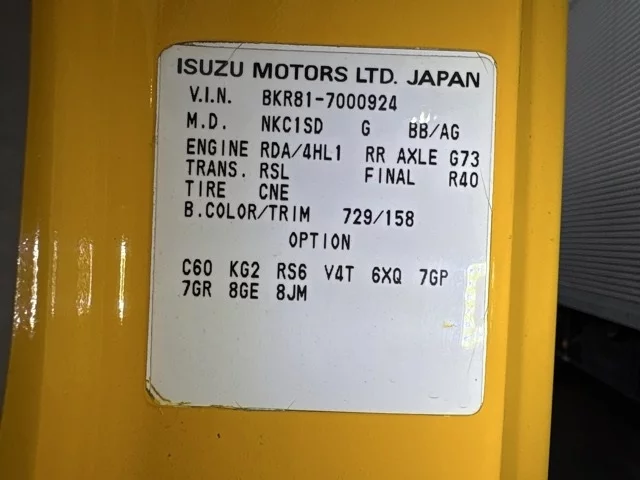 ISUZU MOTORS LTD. JAPAN
V.I.N. BKR81-7000924
M.D. NKC1SD G BB/AG
ENGINE RDA/4HL1 RR AXLE G73
TRANS. RSL FINAL R40
TIRE CNE
B.COLOR/TRIM 729/158
OPTION
C60 KG2 RS6 V4T 6XQ 7GP
7GR 8GE 8JM